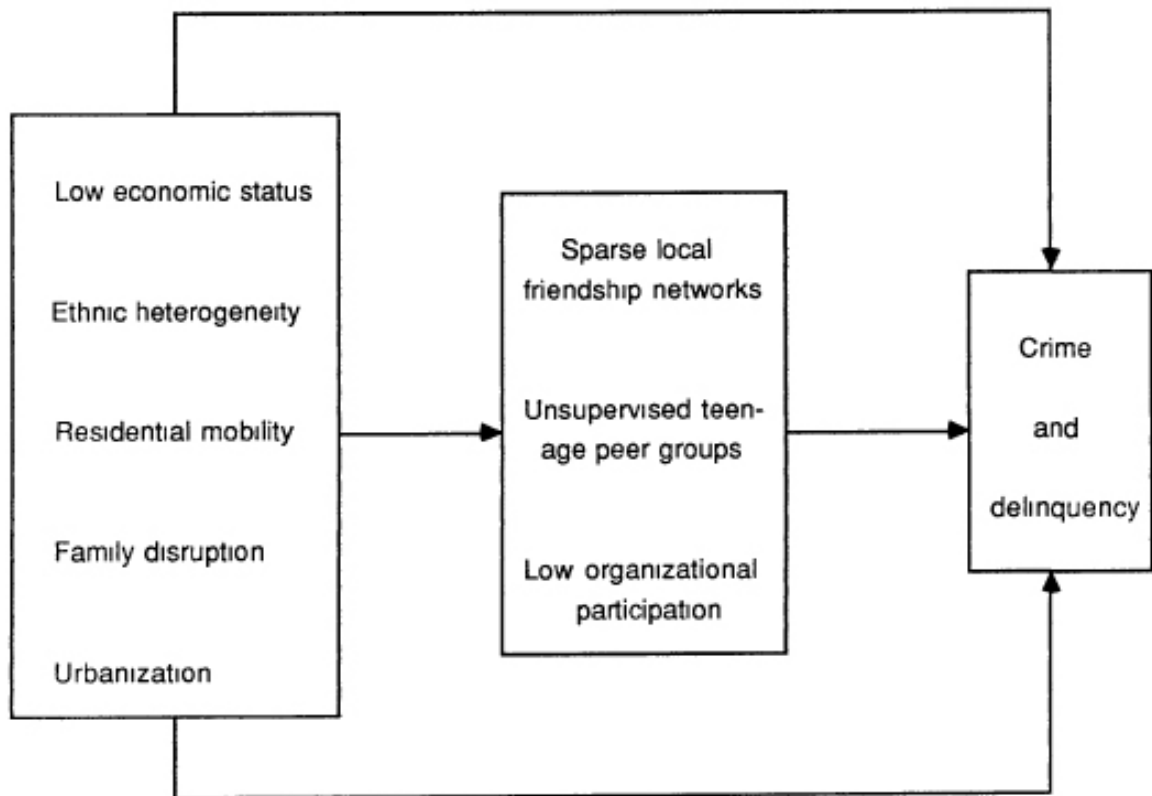 Low economic status
Ethnic heterogeneity
Residential mobility
Family disruption
Urbanization
Sparse local
friendship networks
Unsupervised teen-
age peer groups
Low organizational
participation
Crime
and
delinquency